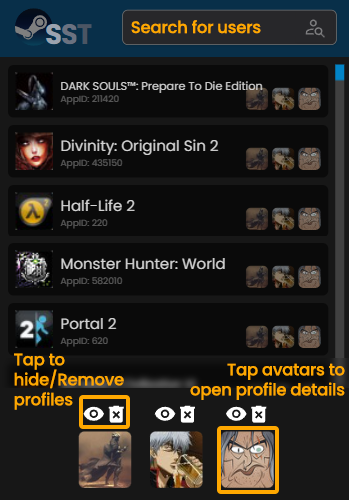 SST
Search for users
DARK SOULS™: Prepare To Die Edition
AppID: 211420
Divinity: Original Sin 2
AppID: 435150
Half-Life 2
AppID: 220
Monster Hunter: World
AppID: 582010
Portal 2
AppID: 620
Tap to
hide/Remove
profiles
Tap avatars to
open profile details